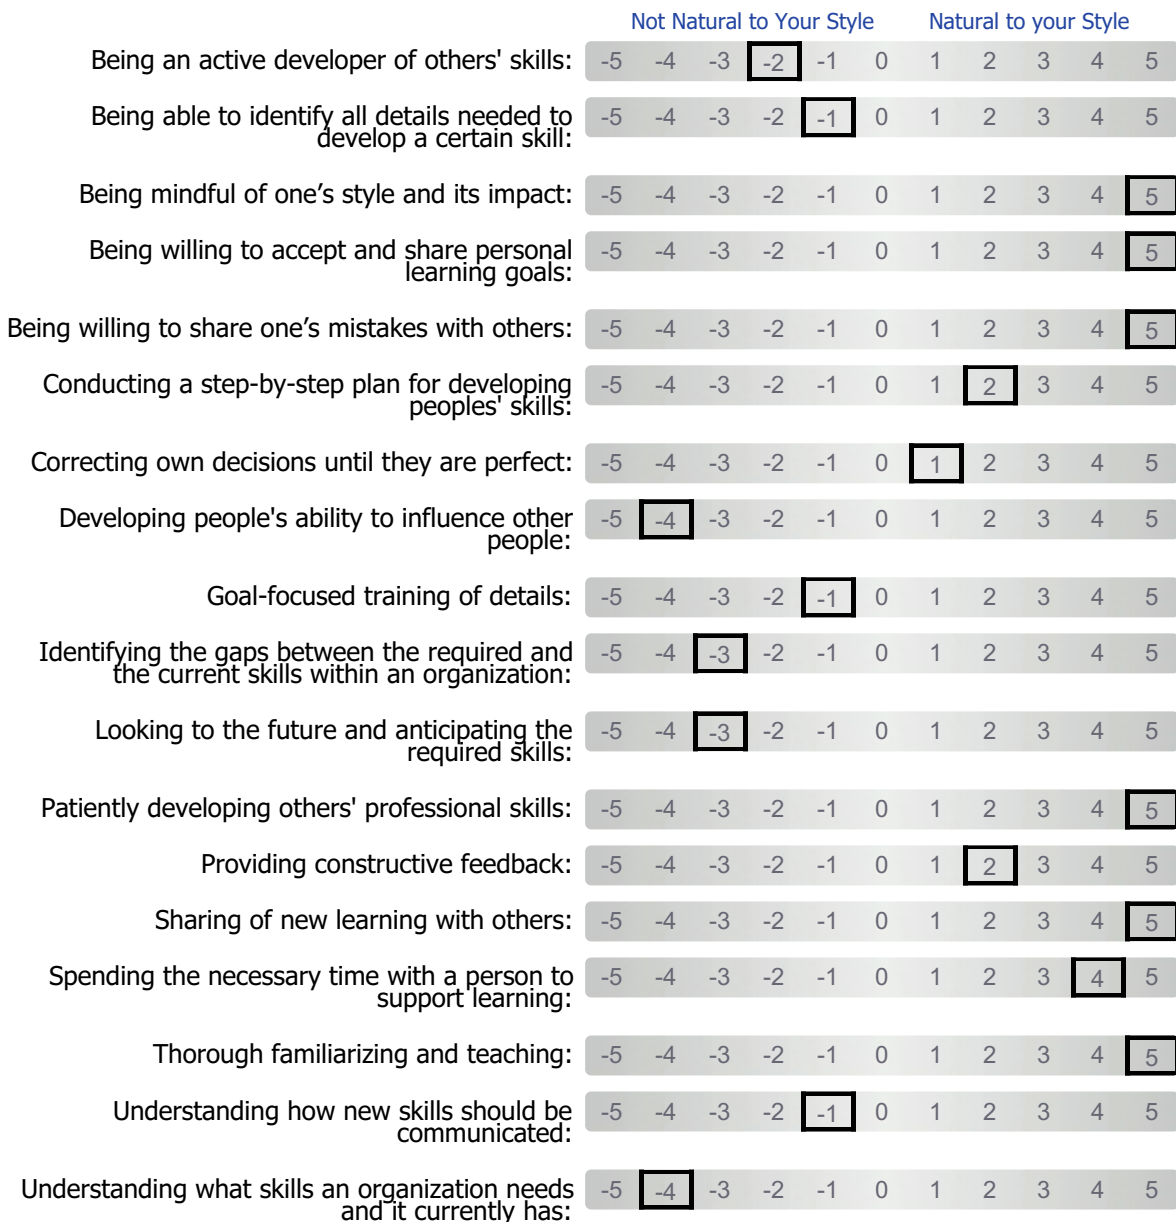 Not Natural to Your Style Natural to your Style
Being an active developer of others' skills: -5 -4 -3 -2 -1 0 1 2 3 4 5
Being able to identify all details needed to
develop a certain skill: -5 -4 -3 -2 -1 0 1 2 3 4 5
Being mindful of one’s style and its impact: -5 -4 -3 -2 -1 0 1 2 3 4 5
Being willing to accept and share personal
learning goals: -5 -4 -3 -2 -1 0 1 2 3 4 5
Being willing to share one’s mistakes with others: -5 -4 -3 -2 -1 0 1 2 3 4 5
Conducting a step-by-step plan for developing
peoples' skills: -5 -4 -3 -2 -1 0 1 2 3 4 5
Correcting own decisions until they are perfect: -5 -4 -3 -2 -1 0 1 2 3 4 5
Developing people's ability to influence other
people: -5 -4 -3 -2 -1 0 1 2 3 4 5
Goal-focused training of details: -5 -4 -3 -2 -1 0 1 2 3 4 5
Identifying the gaps between the required and
the current skills within an organization: -5 -4 -3 -2 -1 0 1 2 3 4 5
Looking to the future and anticipating the
required skills: -5 -4 -3 -2 -1 0 1 2 3 4 5
Patiently developing others' professional skills: -5 -4 -3 -2 -1 0 1 2 3 4 5
Providing constructive feedback: -5 -4 -3 -2 -1 0 1 2 3 4 5
Sharing of new learning with others: -5 -4 -3 -2 -1 0 1 2 3 4 5
Spending the necessary time with a person to
support learning: -5 -4 -3 -2 -1 0 1 2 3 4 5
Thorough familiarizing and teaching: -5 -4 -3 -2 -1 0 1 2 3 4 5
Understanding how new skills should be
communicated: -5 -4 -3 -2 -1 0 1 2 3 4 5
Understanding what skills an organization needs
and it currently has: -5 -4 -3 -2 -1 0 1 2 3 4 5